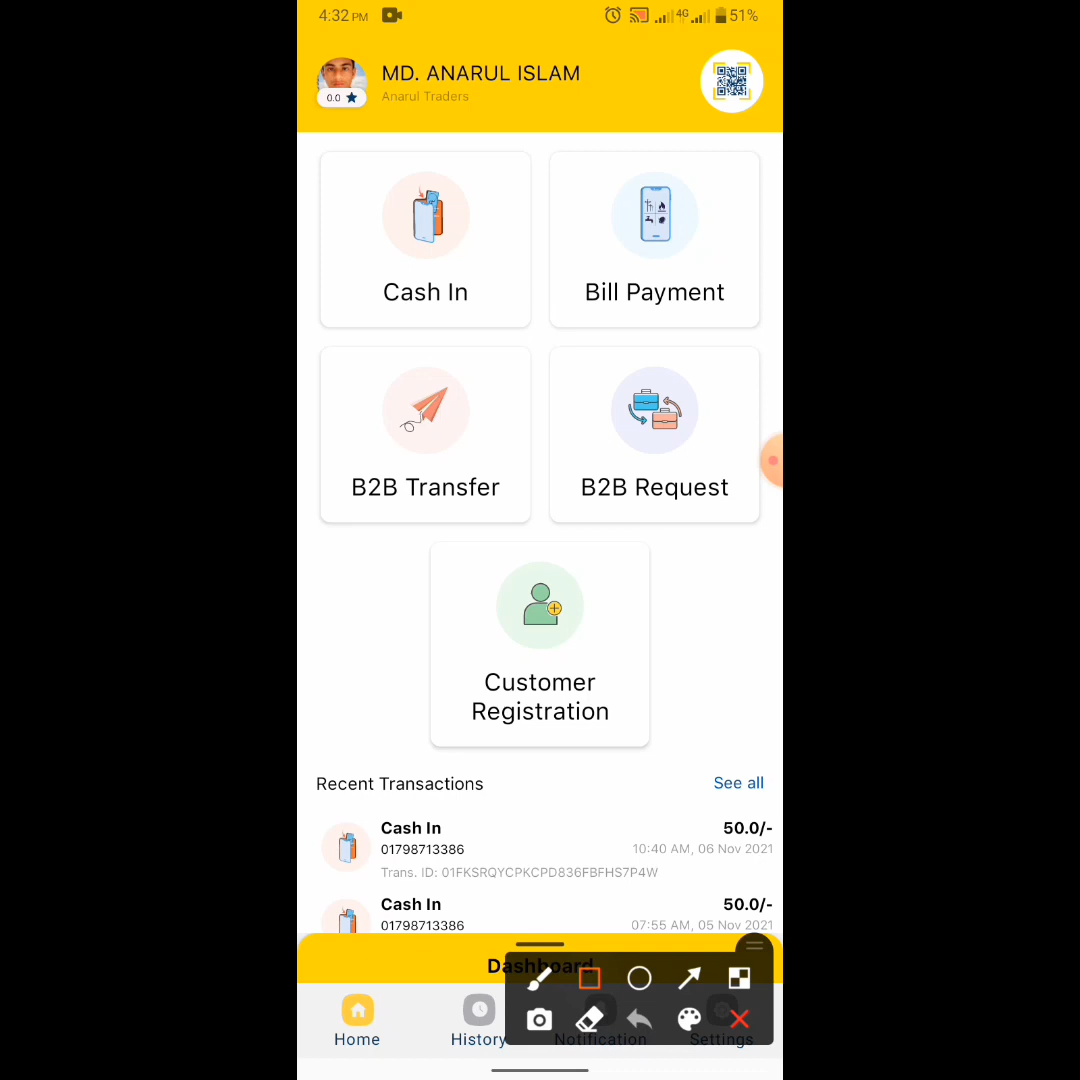 4:32 PM 4G 51%
MD. ANARUL ISLAM
0.0 Anarul Traders
Cash In
Bill Payment
B2B Transfer
B2B Request
Customer
Registration
Recent Transactions See all
Cash In 50.0/-
01798713386 10:40 AM, 06 Nov 2021
Trans. ID: 01FKSRQYCPKCPD836FBFHS7P4W
Cash In 50.0/-
01798713386 07:55 AM, 05 Nov 2021
Dashboard
Home History Notification Settings